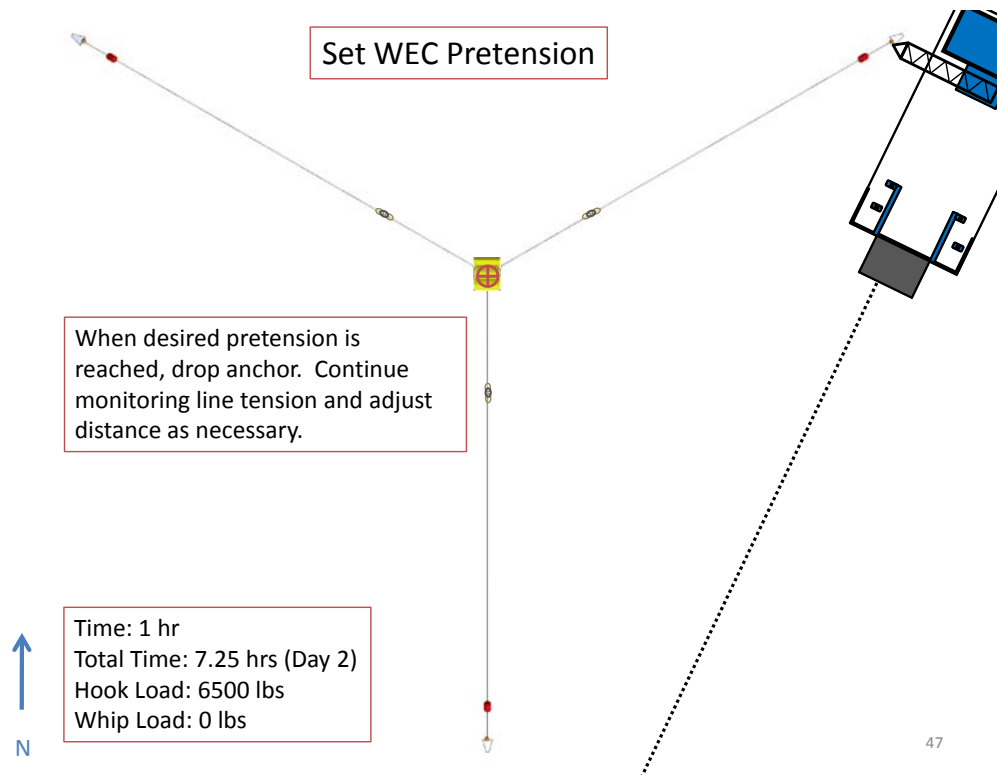 Set WEC Pretension
When desired pretension is
reached, drop anchor.  Continue
monitoring line tension and adjust
distance as necessary.
Time: 1 hr
Total Time: 7.25 hrs (Day 2)
Hook Load: 6500 lbs
Whip Load: 0 lbs
N
47